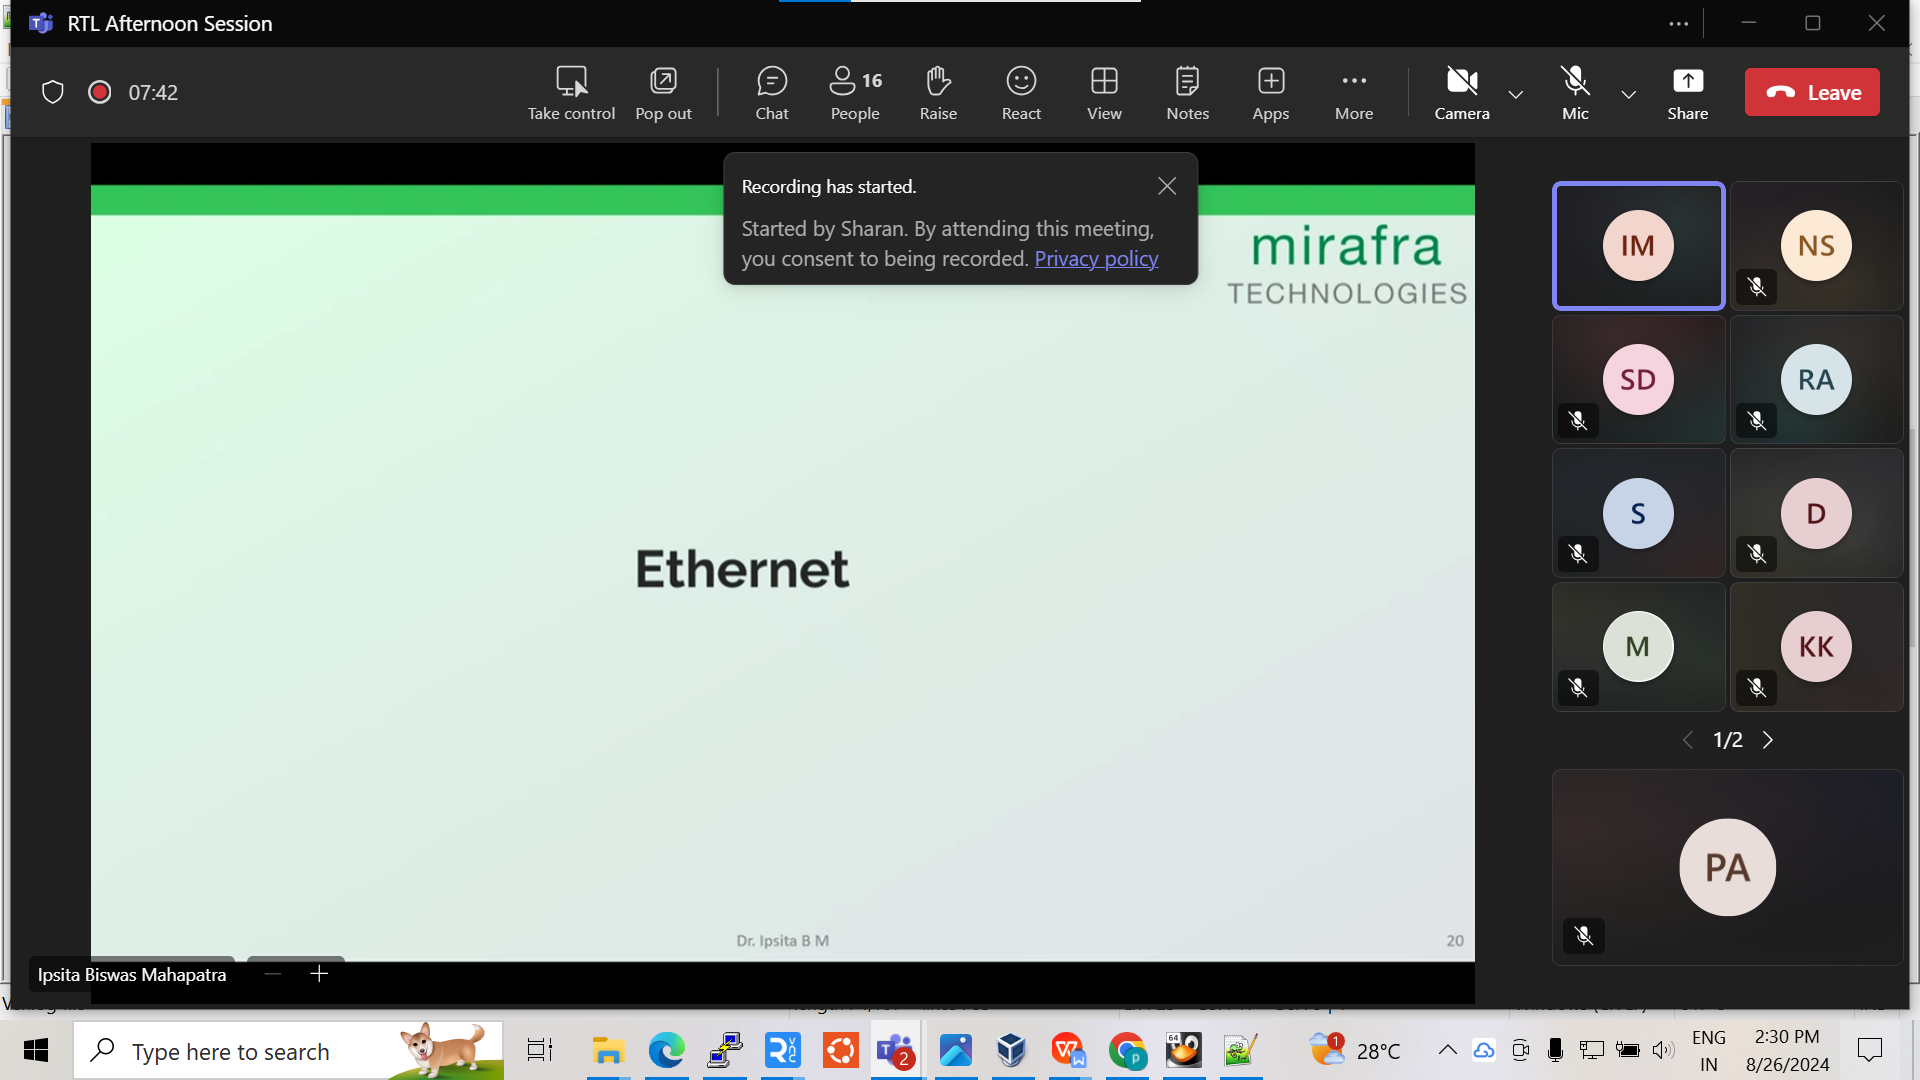 RTL Afternoon Session
07:42
Take control
Pop out
Chat
16
People
Raise
React
View
Notes
Apps
More
Camera
Mic
Share
Leave
Recording has started.
Started by Sharan. By attending this meeting,
you consent to being recorded. Privacy policy
mirafra
TECHNOLOGIES
Ethernet
Dr. Ipsita B M
20
Ipsita Biswas Mahapatra
IM
NS
SD
RA
S
D
M
KK
1/2
PA
Type here to search
2
64
p
1
28°C
ENG
IN
2:30 PM
8/26/2024